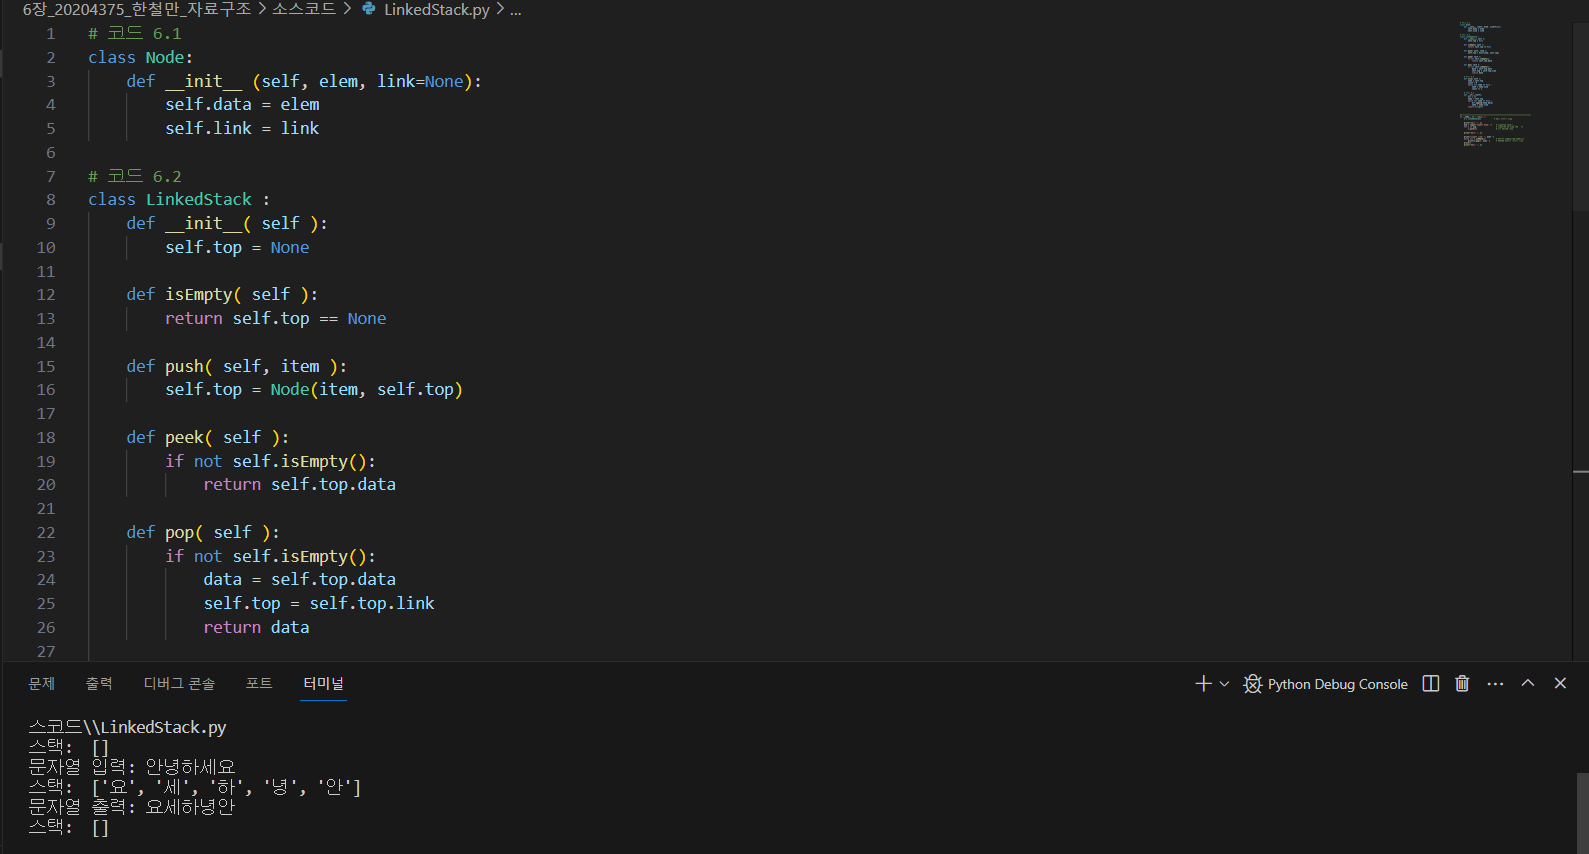 6장_20204375_한철만_자료구조 > 소스코드 > LinkedStack.py > ...
1 # 코드 6.1
2 class Node:
3 def __init__ (self, elem, link=None):
4 self.data = elem
5 self.link = link
6
7 # 코드 6.2
8 class LinkedStack :
9 def __init__( self ):
10 self.top = None
11
12 def isEmpty( self ):
13 return self.top == None
14
15 def push( self, item ):
16 self.top = Node(item, self.top)
17
18 def peek( self ):
19 if not self.isEmpty():
20 return self.top.data
21
22 def pop( self ):
23 if not self.isEmpty():
24 data = self.top.data
25 self.top = self.top.link
26 return data
27
문제 출력 디버그 콘솔 포트 터미널 Python Debug Console
스코드\\LinkedStack.py
스택: []
문자열 입력: 안녕하세요
스택: ['요', '세', '하', '녕', '안']
문자열 출력: 요세하녕안
스택: []